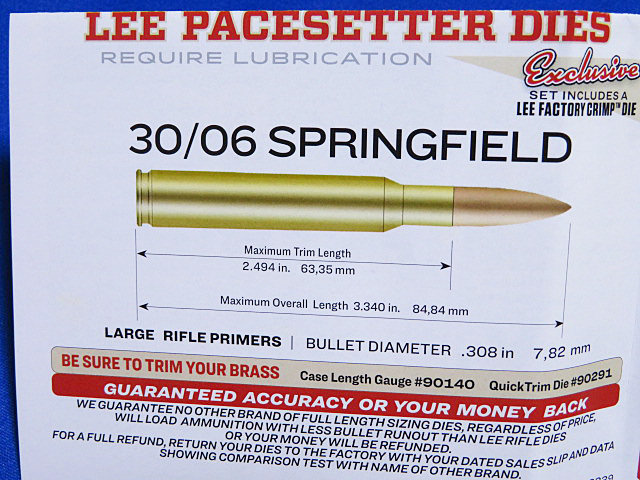 LEE PACESETTER DIES
REQUIRE LUBRICATION
Exclusive
SET INCLUDES A
LEE FACTORY CRIMP™ DIE
30/06 SPRINGFIELD
Maximum Trim Length
2.494 in. 63,35 mm
Maximum Overall Length 3.340 in. 84,84 mm
LARGE RIFLE PRIMERS | BULLET DIAMETER .308 in 7,82 mm
BE SURE TO TRIM YOUR BRASS Case Length Gauge #90140 QuickTrim Die #90291
GUARANTEED ACCURACY OR YOUR MONEY BACK
WE GUARANTEE NO OTHER BRAND OF FULL LENGTH SIZING DIES, REGARDLESS OF PRICE,
WILL LOAD AMMUNITION WITH LESS BULLET RUNOUT THAN LEE RIFLE DIES
OR YOUR MONEY WILL BE REFUNDED.
FOR A FULL REFUND, RETURN YOUR DIES TO THE FACTORY WITH YOUR DATED SALES SLIP AND DATA
SHOWING COMPARISON TEST WITH NAME OF OTHER BRAND.